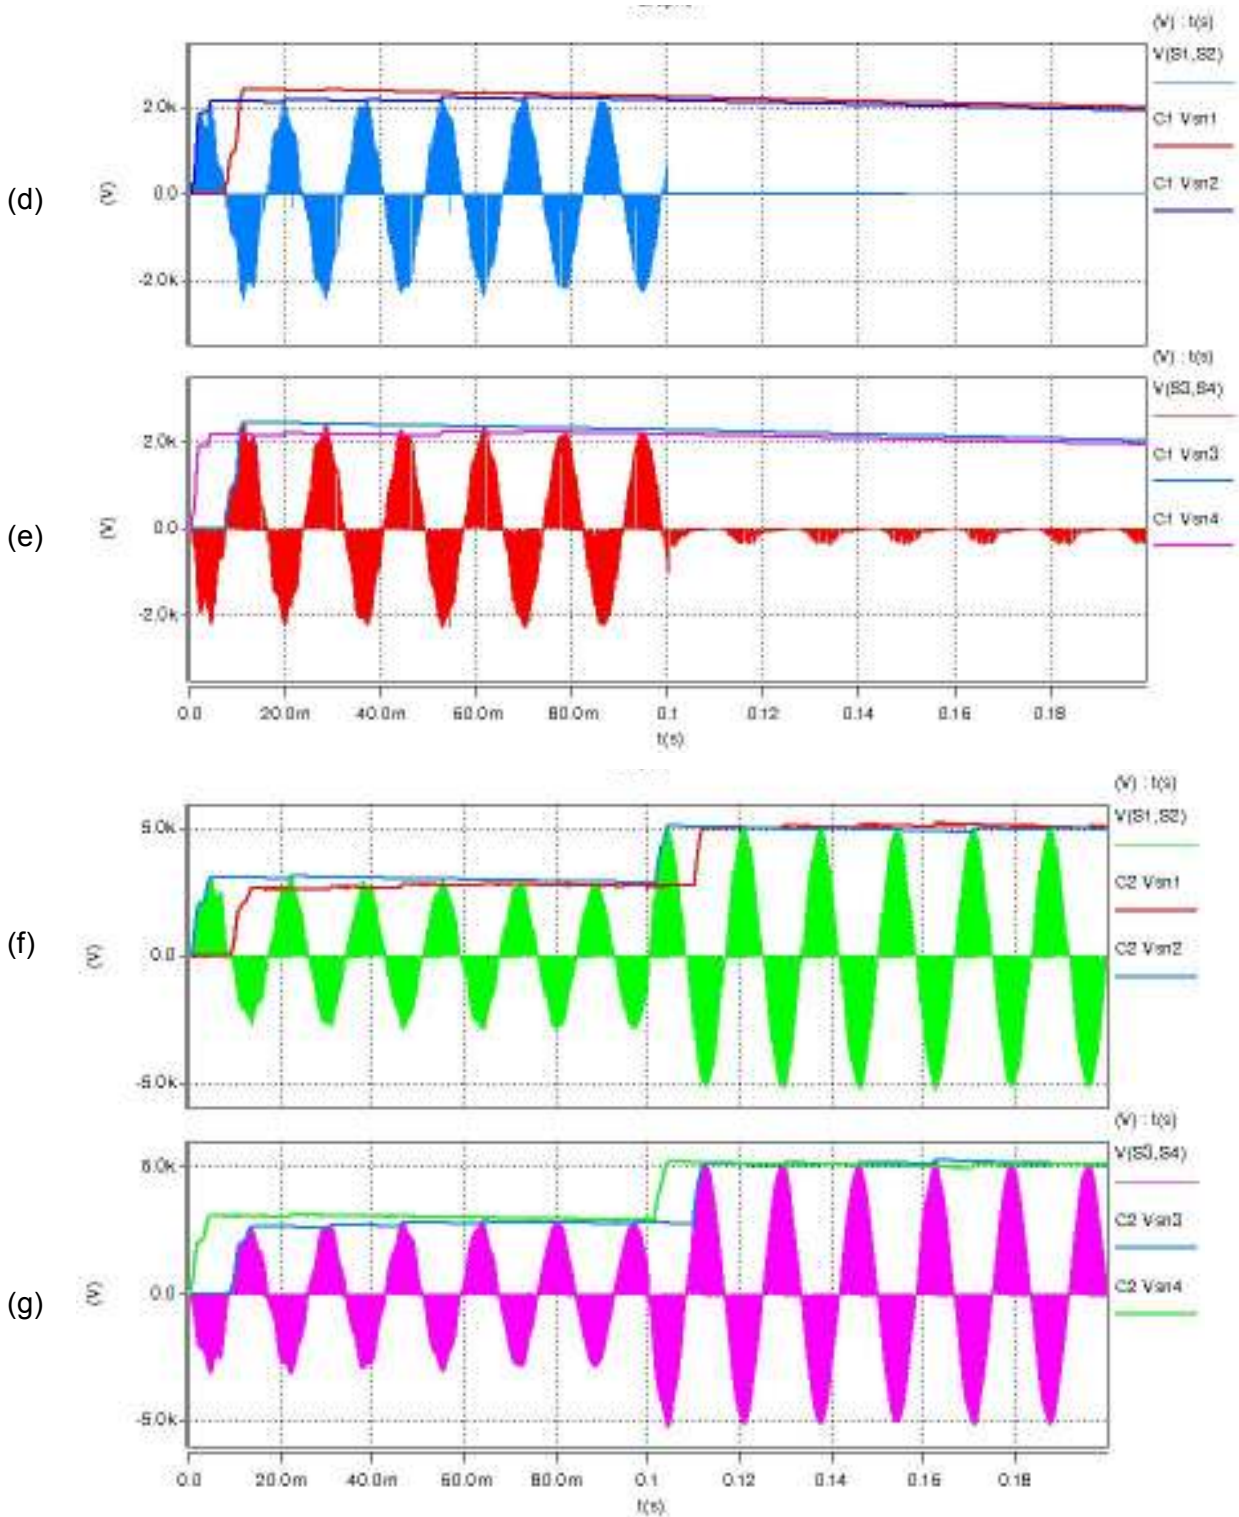 (V) : t(s)
V(S1,S2)
C1 Vsn1
C1 Vsn2
2.0k
0.0
-2.0k
(V)
(d)
(V) : t(s)
V(S3,S4)
C1 Vsn3
C1 Vsn4
2.0k
0.0
-2.0k
(V)
(e)
0.0 20.0m 40.0m 60.0m 80.0m 0.1 0.12 0.14 0.16 0.18
t(s)
(V) : t(s)
V(S1,S2)
C2 Vsn1
C2 Vsn2
5.0k
0.0
-5.0k
(V)
(f)
(V) : t(s)
V(S3,S4)
C2 Vsn3
C2 Vsn4
5.0k
0.0
-5.0k
(V)
(g)
0.0 20.0m 40.0m 60.0m 80.0m 0.1 0.12 0.14 0.16 0.18
t(s)